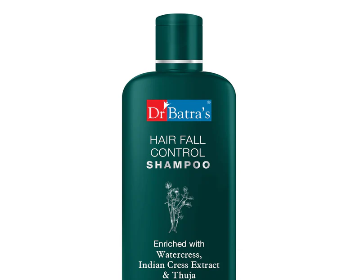 Dr Batra's®
HAIR FALL
CONTROL
SHAMPOO
Enriched with
Watercress,
Indian Cress Extract
& Thuja